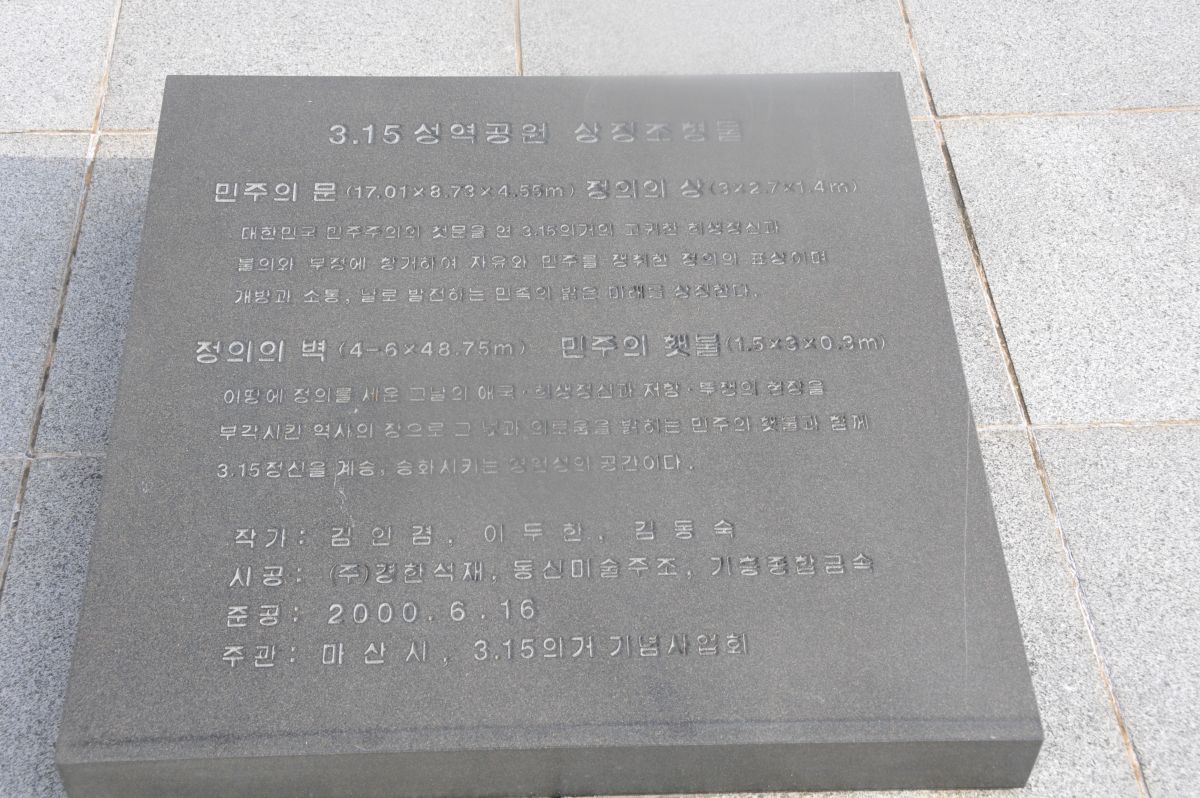 3.15 성역공원 상징조형물
민주의 문 (17.01×8.73×4.55m) 정의의 상 (3×2.7×1.4m)
대한민국 민주주의의 첫문을 연 3.15의거의 고귀한 희생정신과
불의와 부정에 항거하여 자유와 민주를 쟁취한 정의의 표상이며
개방과 소통, 날로 발전하는 민족의 밝은 미래를 상징한다.
정의의 벽 (4-6×48.75m) 민주의 횃불 (1.5×3×0.3m)
이땅에 정의를 세운 그날의 애국·희생정신과 저항·투쟁의 현장을
부각시킨 역사의 장으로 그 넋과 의로움을 밝히는 민주의 횃불과 함께
3.15정신을 계승, 승화시키는 영원성의 공간이다.
작가: 김인겸, 이두한, 김동숙
시공: (주)경한석재, 동신미술주조, 기흥종합금속
준공: 2000.6.16
주관: 마산시, 3.15의거 기념사업회